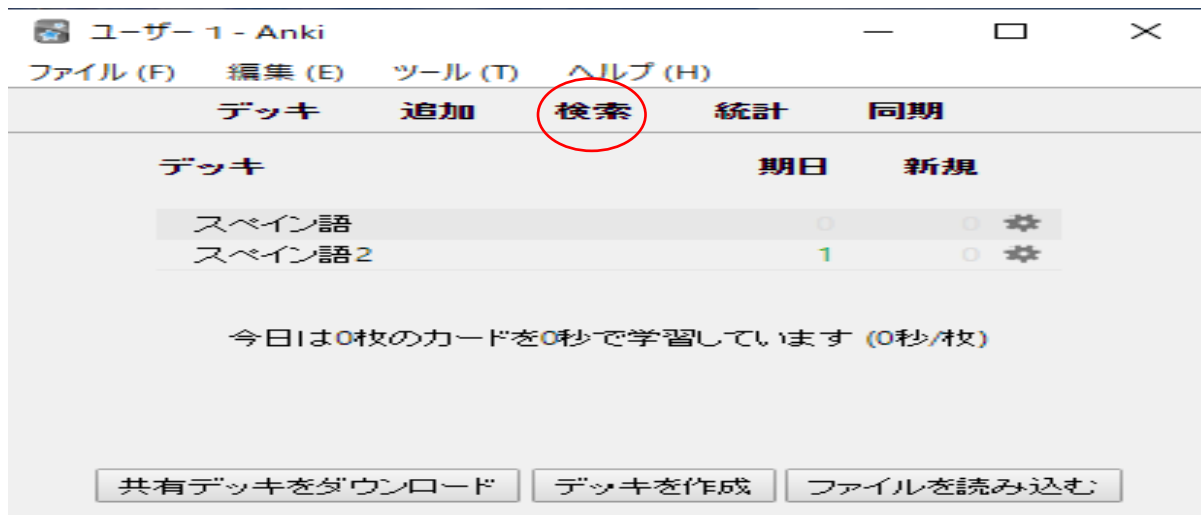 ユーザー 1 - Anki
ファイル (F) 編集 (E) ツール (T) ヘルプ (H)
デッキ 追加 検索 統計 同期
デッキ 期日 新規
スペイン語 0 0
スペイン語2 1 0
今日は0枚のカードを0秒で学習しています (0秒/枚)
共有デッキをダウンロード デッキを作成 ファイルを読み込む